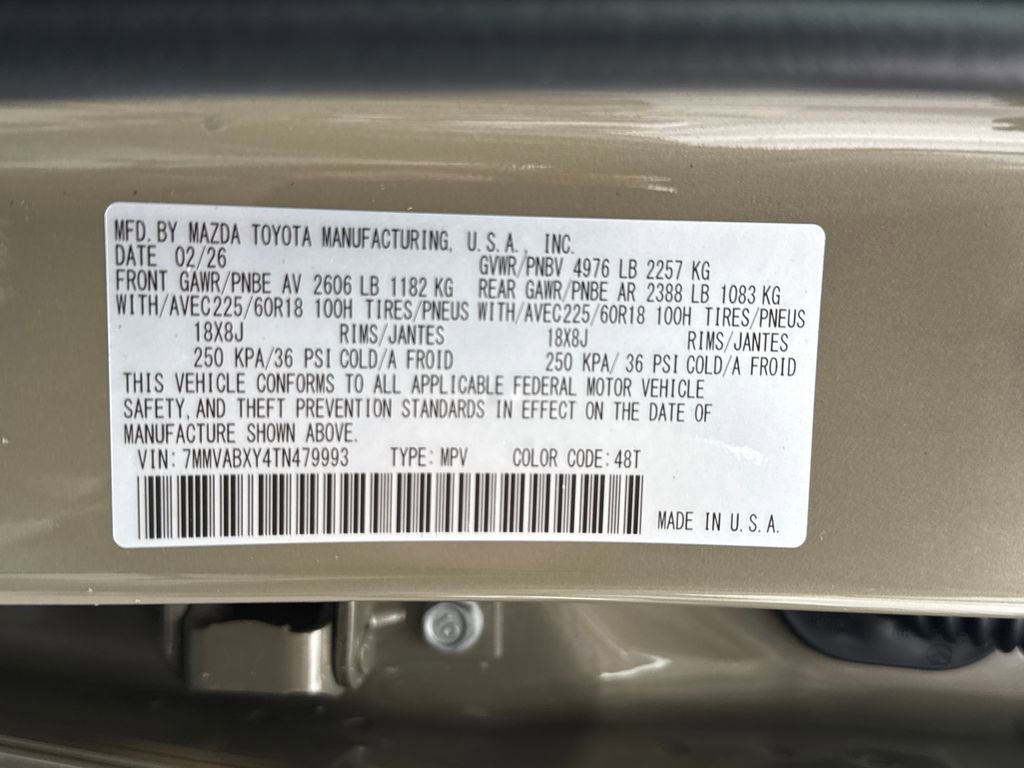 MFD. BY MAZDA TOYOTA MANUFACTURING, U.S.A., INC.
DATE 02/26 GVWR/PNBV 4976 LB 2257 KG
FRONT GAWR/PNBE AV 2606 LB 1182 KG REAR GAWR/PNBE AR 2388 LB 1083 KG
WITH/AVEC225/60R18 100H TIRES/PNEUS WITH/AVEC225/60R18 100H TIRES/PNEUS
18X8J RIMS/JANTES 18X8J RIMS/JANTES
250 KPA/36 PSI COLD/A FROID 250 KPA/ 36 PSI COLD/A FROID
THIS VEHICLE CONFORMS TO ALL APPLICABLE FEDERAL MOTOR VEHICLE
SAFETY, AND THEFT PREVENTION STANDARDS IN EFFECT ON THE DATE OF
MANUFACTURE SHOWN ABOVE.
VIN: 7MMVABXY4TN479993 TYPE: MPV COLOR CODE: 48T
MADE IN U.S.A.